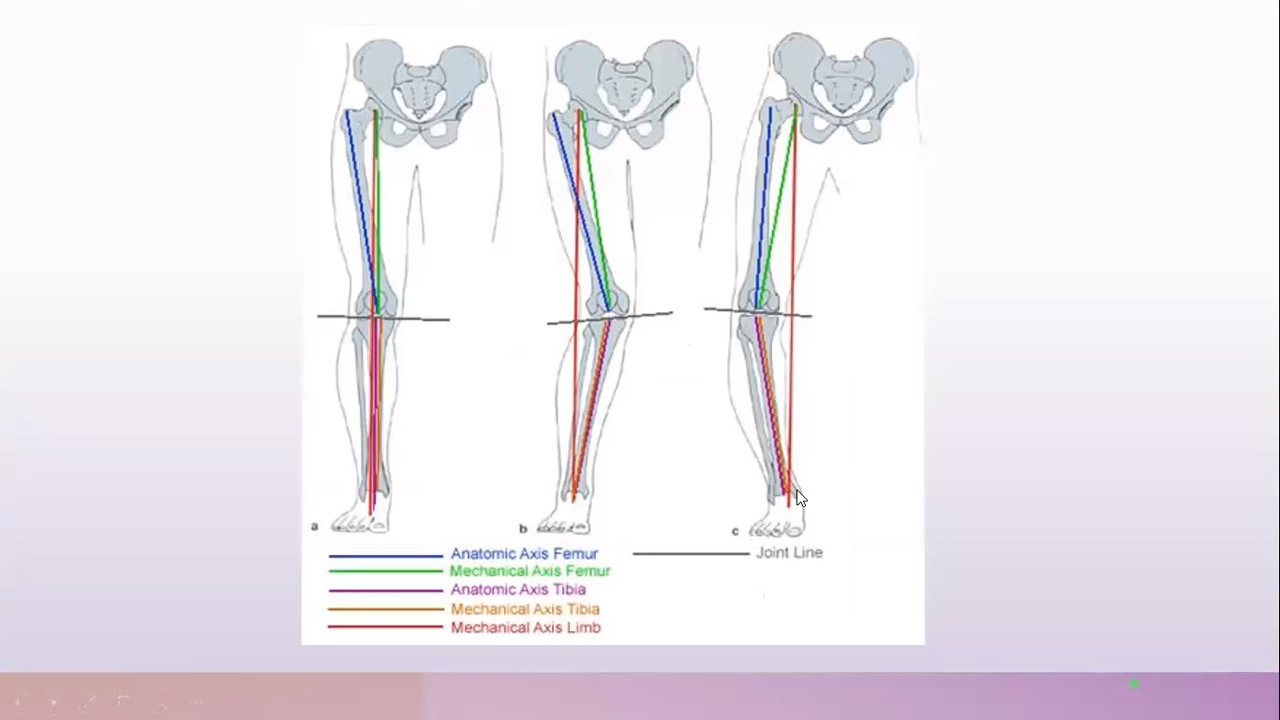 a
b
c
Anatomic Axis Femur
Joint Line
Mechanical Axis Femur
Anatomic Axis Tibia
Mechanical Axis Tibia
Mechanical Axis Limb